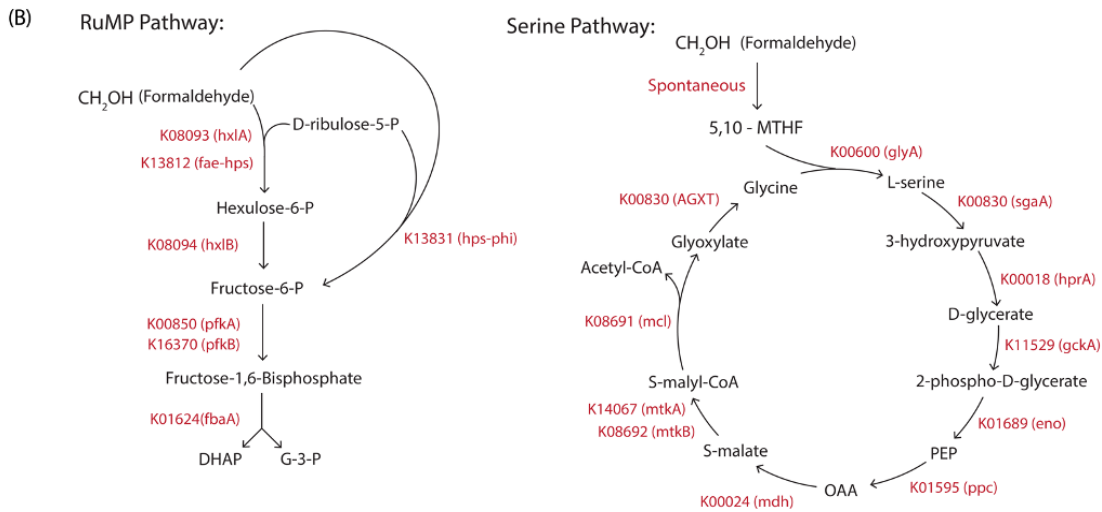 (B)
RuMP Pathway:
CH2OH (Formaldehyde)
K08093 (hxlA)
D-ribulose-5-P
K13812 (fae-hps)
Hexulose-6-P
K08094 (hxlB)
K13831 (hps-phi)
Fructose-6-P
K00850 (pfkA)
K16370 (pfkB)
Fructose-1,6-Bisphosphate
K01624(fbaA)
DHAP
G-3-P
Serine Pathway:
CH2OH (Formaldehyde)
Spontaneous
5,10 - MTHF
K00600 (glyA)
L-serine
K00830 (sgaA)
3-hydroxypyruvate
K00018 (hprA)
D-glycerate
K11529 (gckA)
2-phospho-D-glycerate
K01689 (eno)
PEP
K01595 (ppc)
OAA
K00024 (mdh)
S-malate
K14067 (mtkA)
K08692 (mtkB)
S-malyl-CoA
K08691 (mcl)
Acetyl-CoA
Glyoxylate
K00830 (AGXT)
Glycine